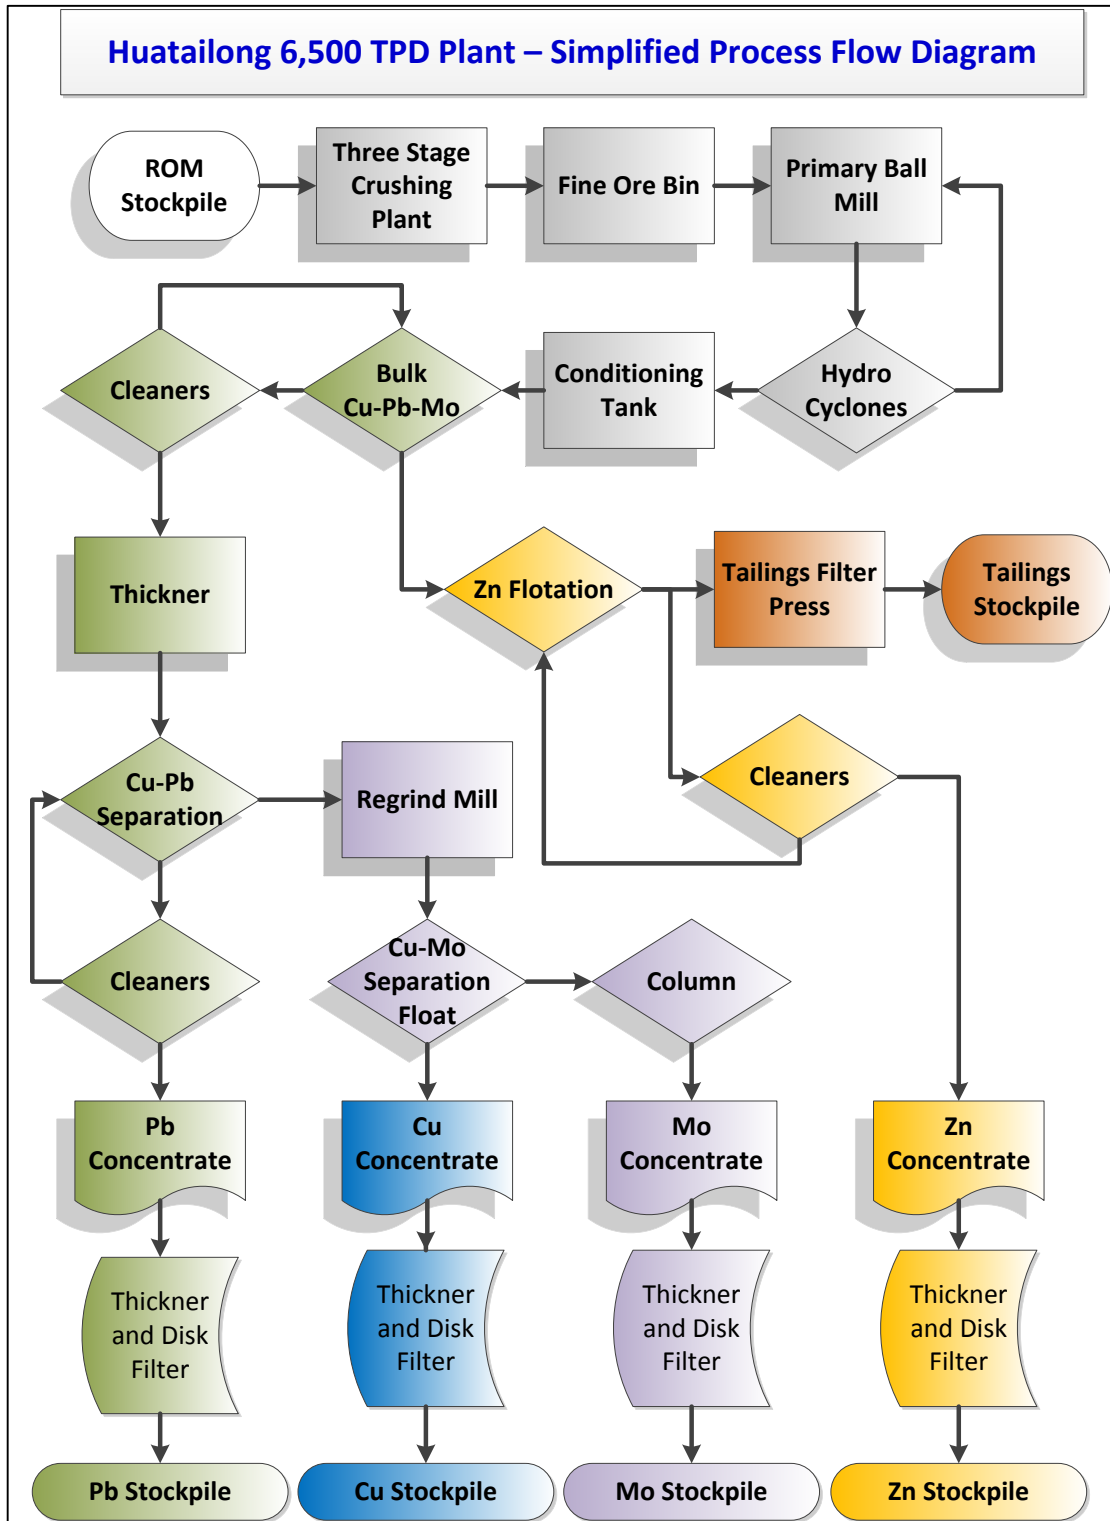 Huatailong 6,500 TPD Plant – Simplified Process Flow Diagram
ROM
Stockpile
Three Stage
Crushing
Plant
Fine Ore Bin
Primary Ball
Mill
Cleaners
Bulk
Cu-Pb-Mo
Conditioning
Tank
Hydro
Cyclones
Thickner
Zn Flotation
Tailings Filter
Press
Tailings
Stockpile
Cu-Pb
Separation
Regrind Mill
Cleaners
Cleaners
Cu-Mo
Separation
Float
Column
Pb
Concentrate
Cu
Concentrate
Mo
Concentrate
Zn
Concentrate
Thickner
and Disk
Filter
Thickner
and Disk
Filter
Thickner
and Disk
Filter
Thickner
and Disk
Filter
Pb Stockpile
Cu Stockpile
Mo Stockpile
Zn Stockpile